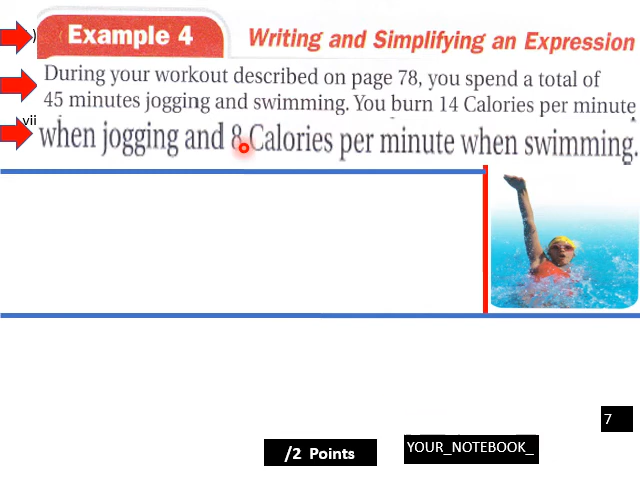 )
Example 4 Writing and Simplifying an Expression
During your workout described on page 78, you spend a total of
45 minutes jogging and swimming. You burn 14 Calories per minute
vii
when jogging and 8 Calories per minute when swimming.
7
/2 Points
YOUR_NOTEBOOK_